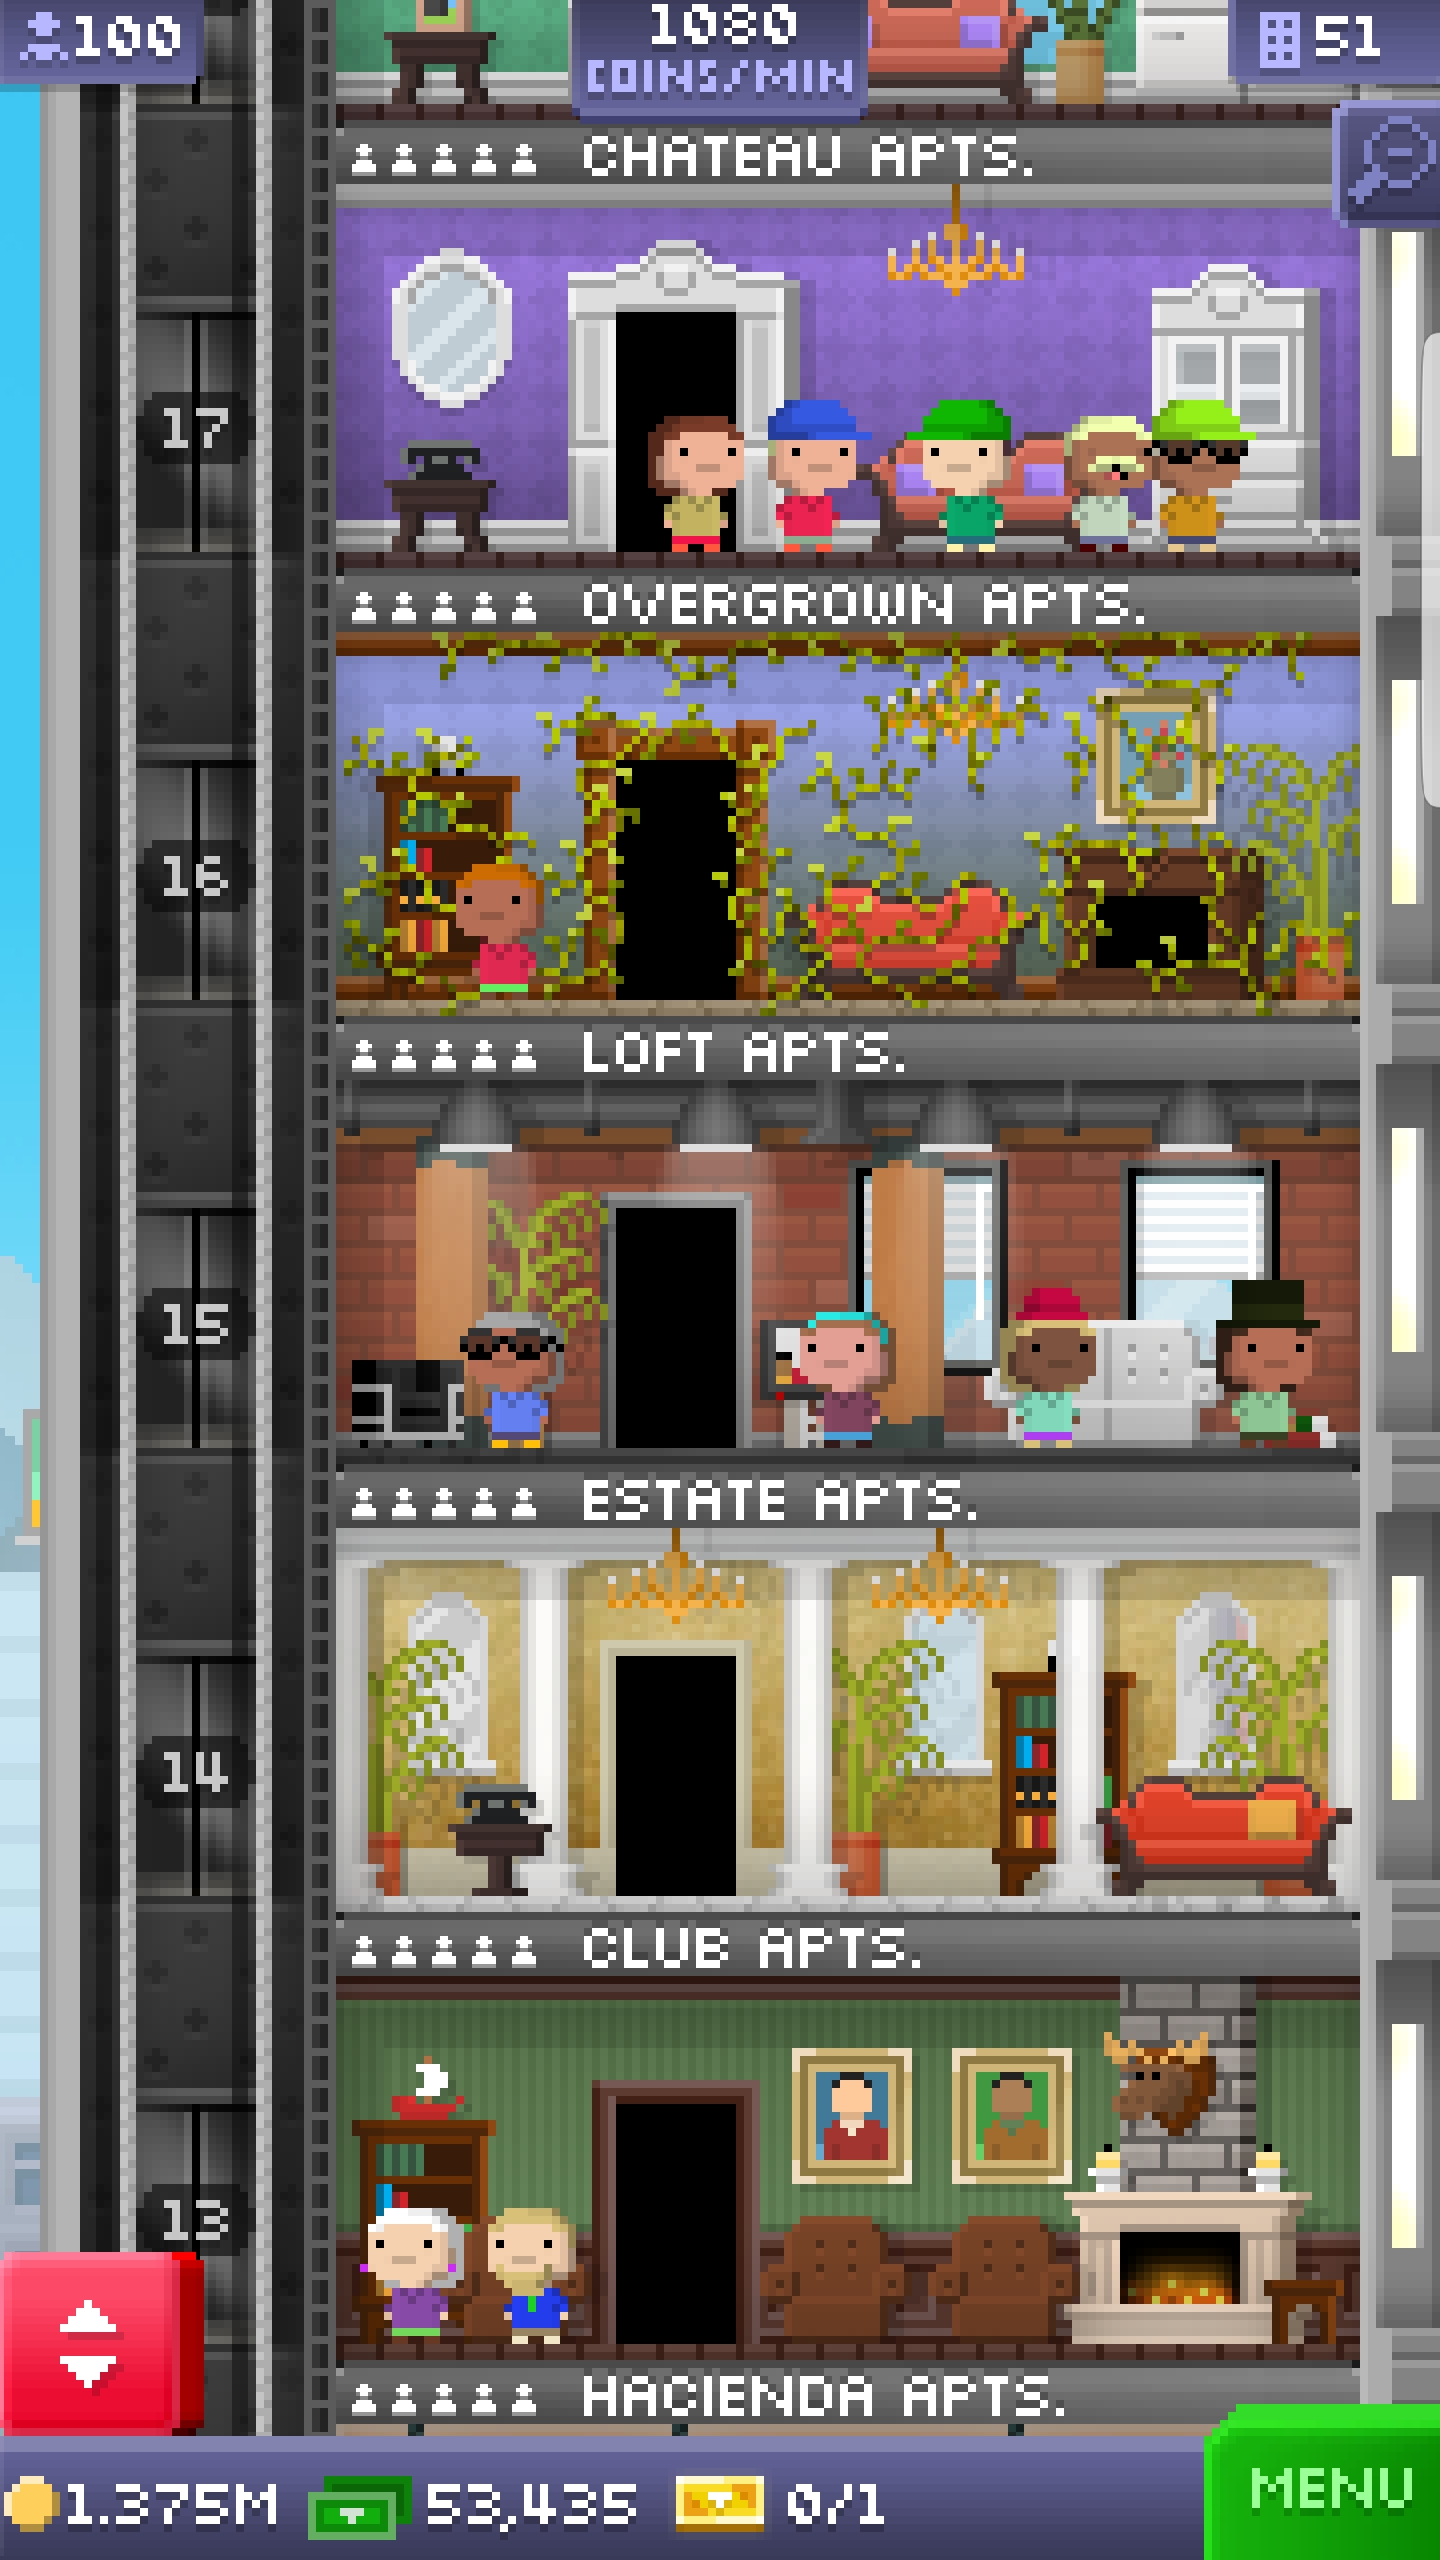 100
1080
COINS/MIN
51
CHATEAU APTS.
17
OVERGROWN APTS.
16
LOFT APTS.
15
ESTATE APTS.
14
CLUB APTS.
13
HACIENDA APTS.
1.375M 53,435 0/1
MENU